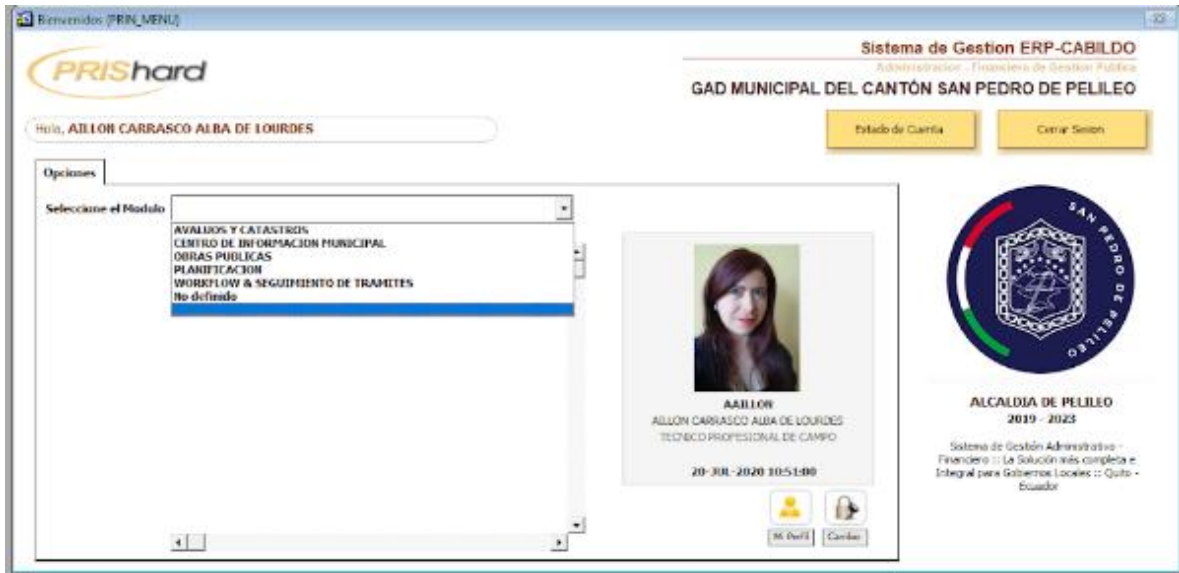 Bienvenidos (PRIN_MENU)
PRIShard
Sistema de Gestion ERP-CABILDO
Administracion - Financiera de Gestion Publica
GAD MUNICIPAL DEL CANTÓN SAN PEDRO DE PELILEO
Hola, AILLON CARRASCO ALBA DE LOURDES
Estado de Cuenta
Cerrar Sesion
Opciones
Seleccione el Modulo
AVALUOS Y CATASTROS
CENTRO DE INFORMACION MUNICIPAL
OBRAS PUBLICAS
PLANIFICACION
WORKFLOW & SEGUIMIENTO DE TRAMITES
No definido
AAILLON
AILLON CARRASCO ALBA DE LOURDES
TECNICO PROFESIONAL DE CAMPO
20-JUL-2020 10:51:00
Mi Perfil
Cambiar
SAN PEDRO DE PELILEO
ALCALDIA DE PELILEO
2019 - 2023
Sistema de Gestión Administrativo -
Financiero :: La Solución más completa e
Integral para Gobiernos Locales :: Quito -
Ecuador